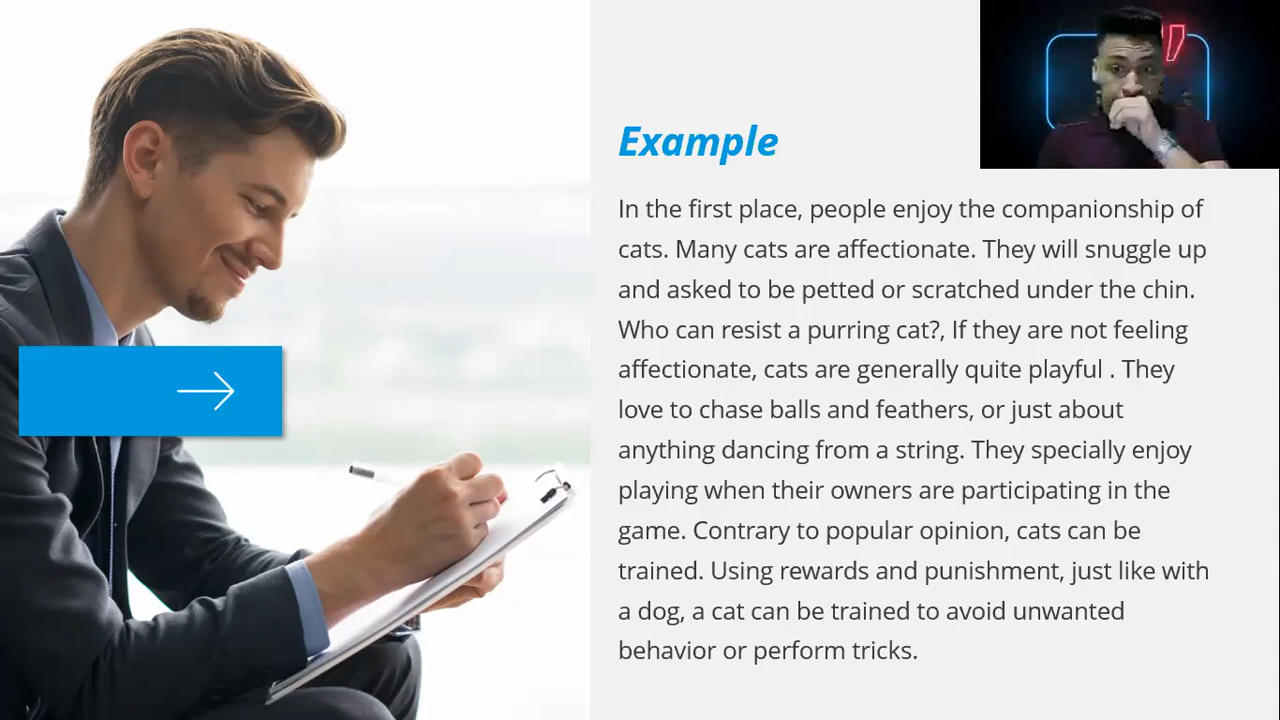 Example
In the first place, people enjoy the companionship of
cats. Many cats are affectionate. They will snuggle up
and asked to be petted or scratched under the chin.
Who can resist a purring cat?, If they are not feeling
affectionate, cats are generally quite playful . They
love to chase balls and feathers, or just about
anything dancing from a string. They specially enjoy
playing when their owners are participating in the
game. Contrary to popular opinion, cats can be
trained. Using rewards and punishment, just like with
a dog, a cat can be trained to avoid unwanted
behavior or perform tricks.